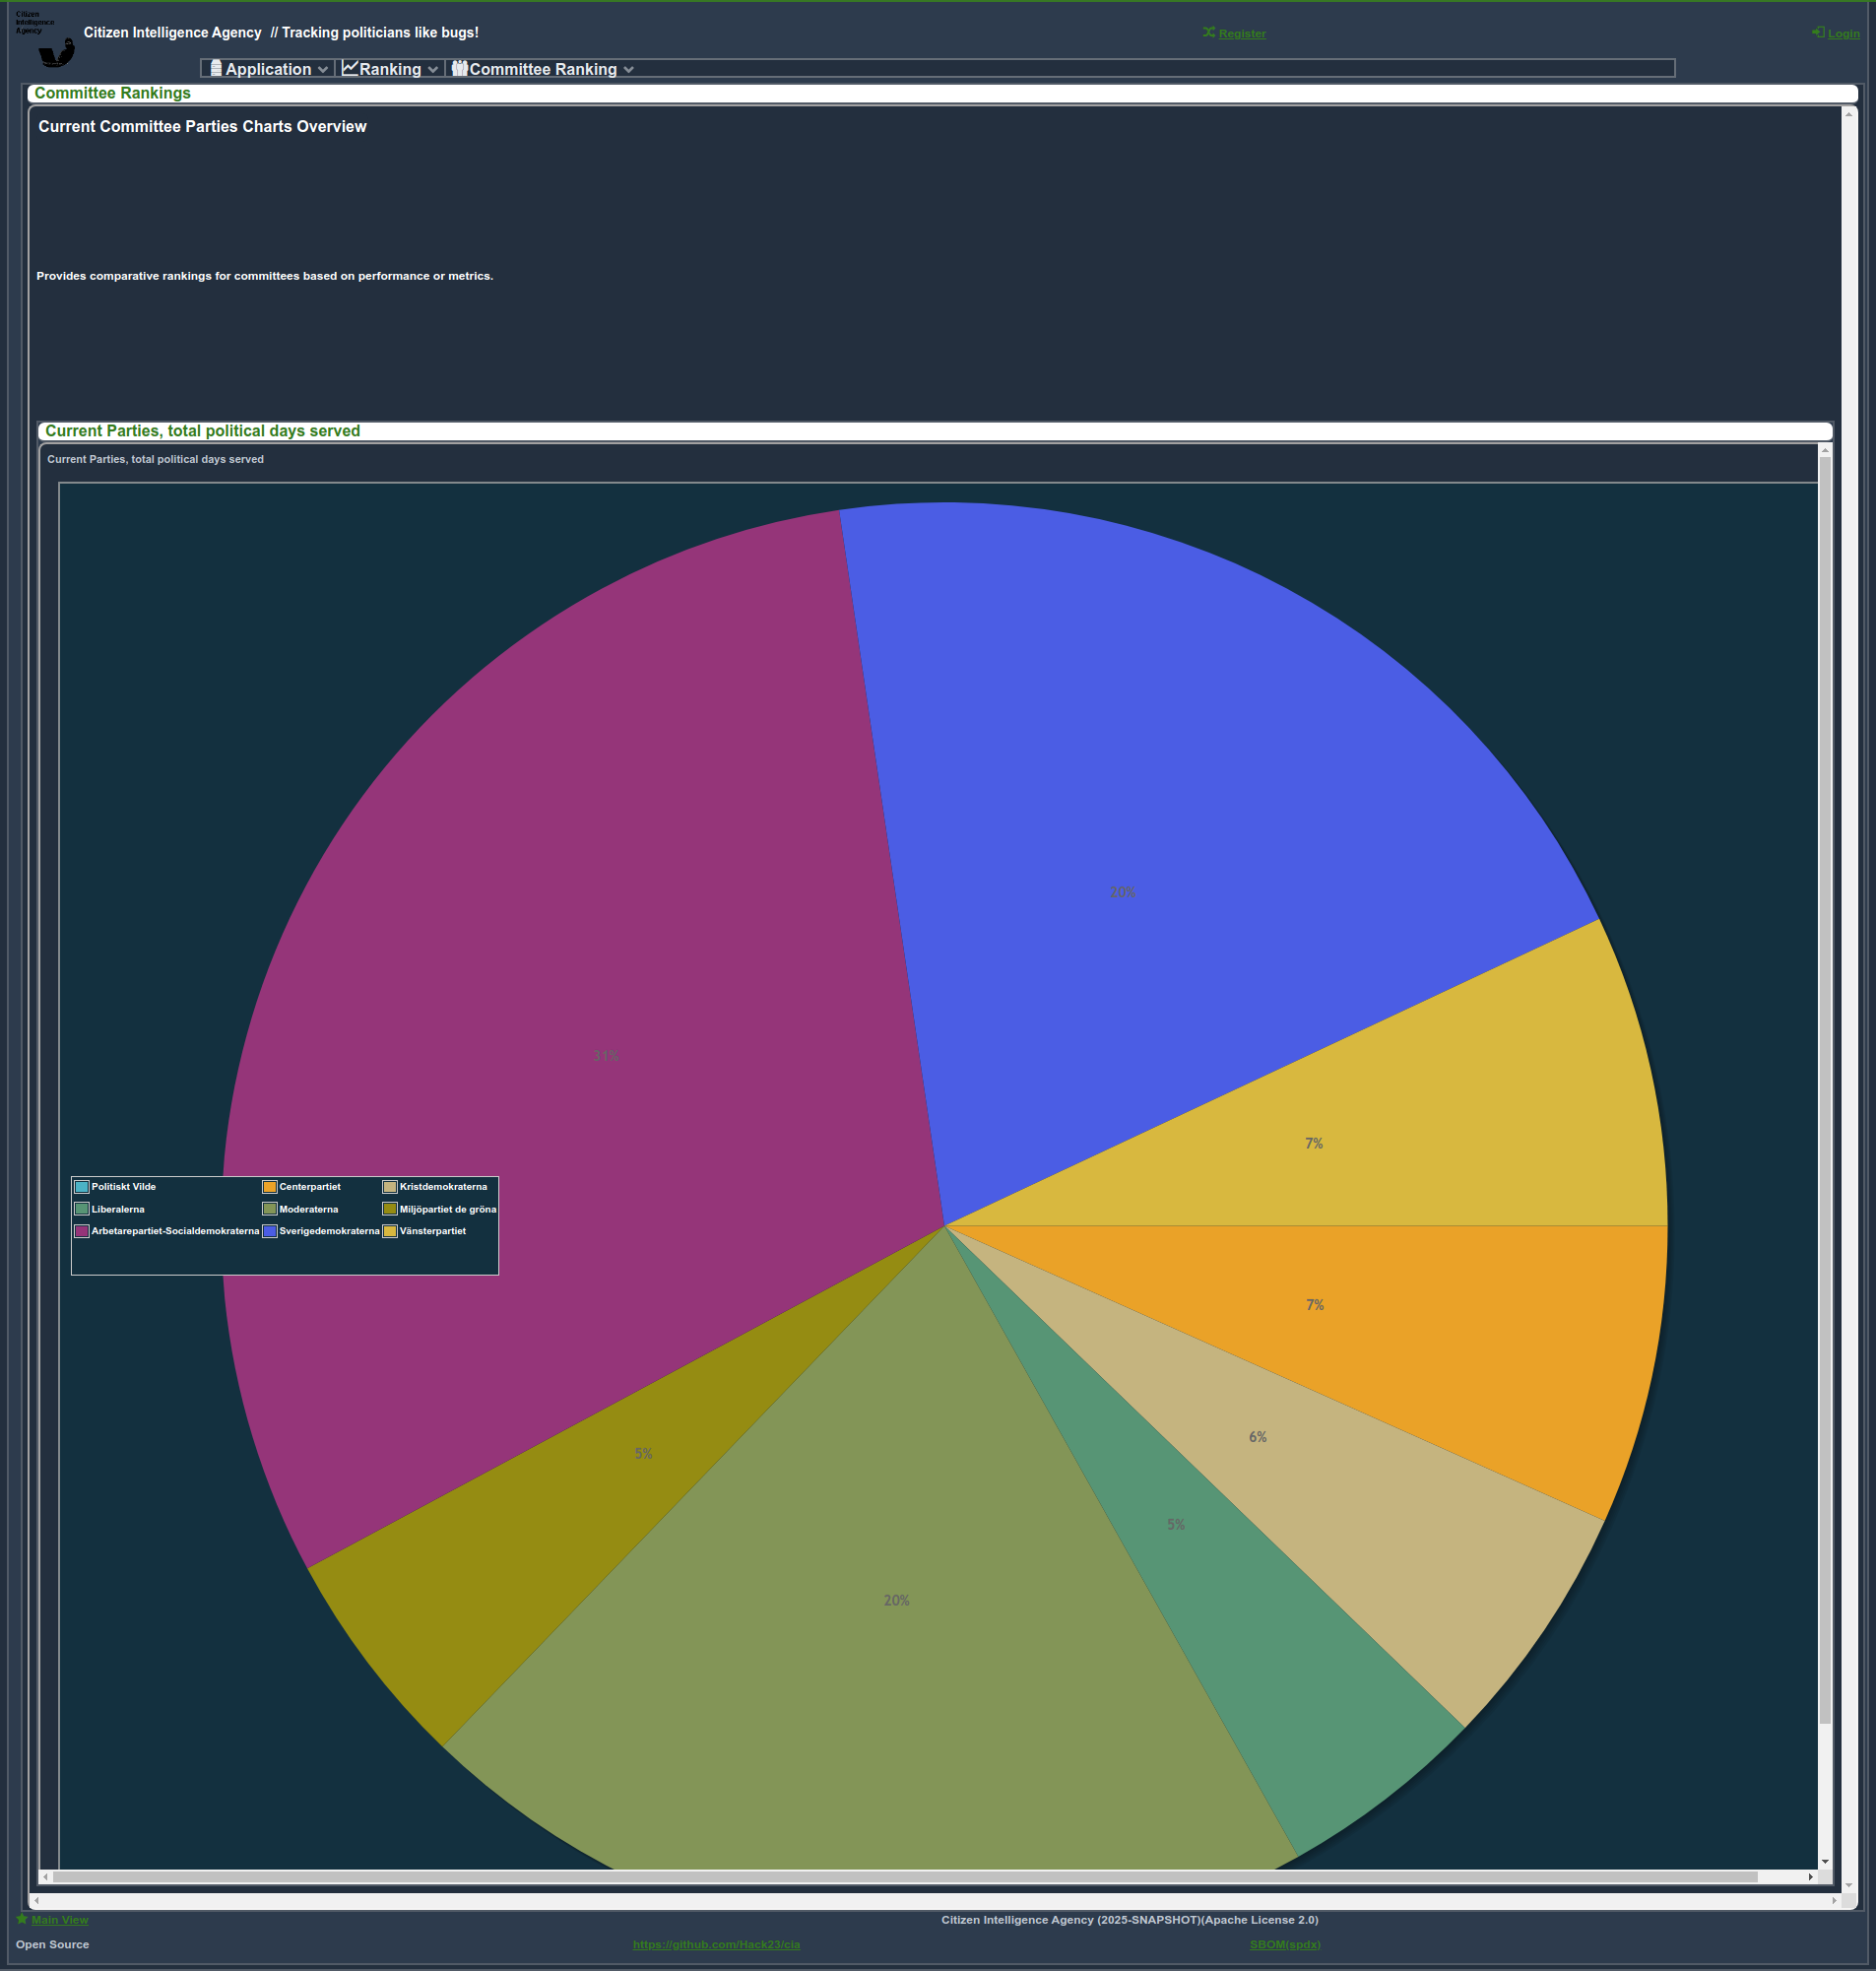 Citizen
Intelligence
Agency
Citizen Intelligence Agency // Tracking politicians like bugs!
Register
Login
Application
Ranking
Committee Ranking
Committee Rankings
Current Committee Parties Charts Overview
Provides comparative rankings for committees based on performance or metrics.
Current Parties, total political days served
Current Parties, total political days served
20%
31%
7%
Politiskt Vilde Centerpartiet Kristdemokraterna
Liberalerna Moderaterna Miljöpartiet de gröna
Arbetarepartiet-Socialdemokraterna Sverigedemokraterna Vänsterpartiet
7%
6%
5%
5%
20%
Main View
Citizen Intelligence Agency (2025-SNAPSHOT)(Apache License 2.0)
Open Source
https://github.com/Hack23/cia
SBOM(spdx)